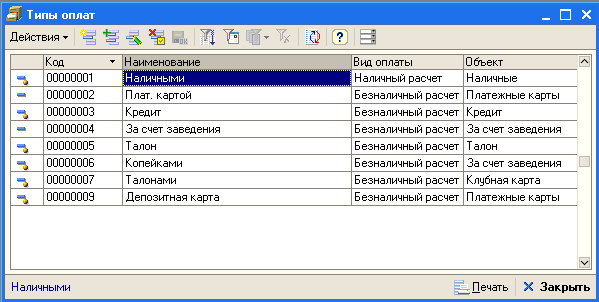 Типы оплат
Действия
Код Наименование Вид оплаты Объект
00000001 Наличными Наличный расчет Наличные
00000002 Плат. картой Безналичный расчет Платежные карты
00000003 Кредит Безналичный расчет Кредит
00000004 За счет заведения Безналичный расчет За счет заведения
00000005 Талон Безналичный расчет Талон
00000006 Копейками Безналичный расчет За счет заведения
00000007 Талонами Безналичный расчет Клубная карта
00000009 Депозитная карта Безналичный расчет Платежные карты
Наличными Печать Закрыть